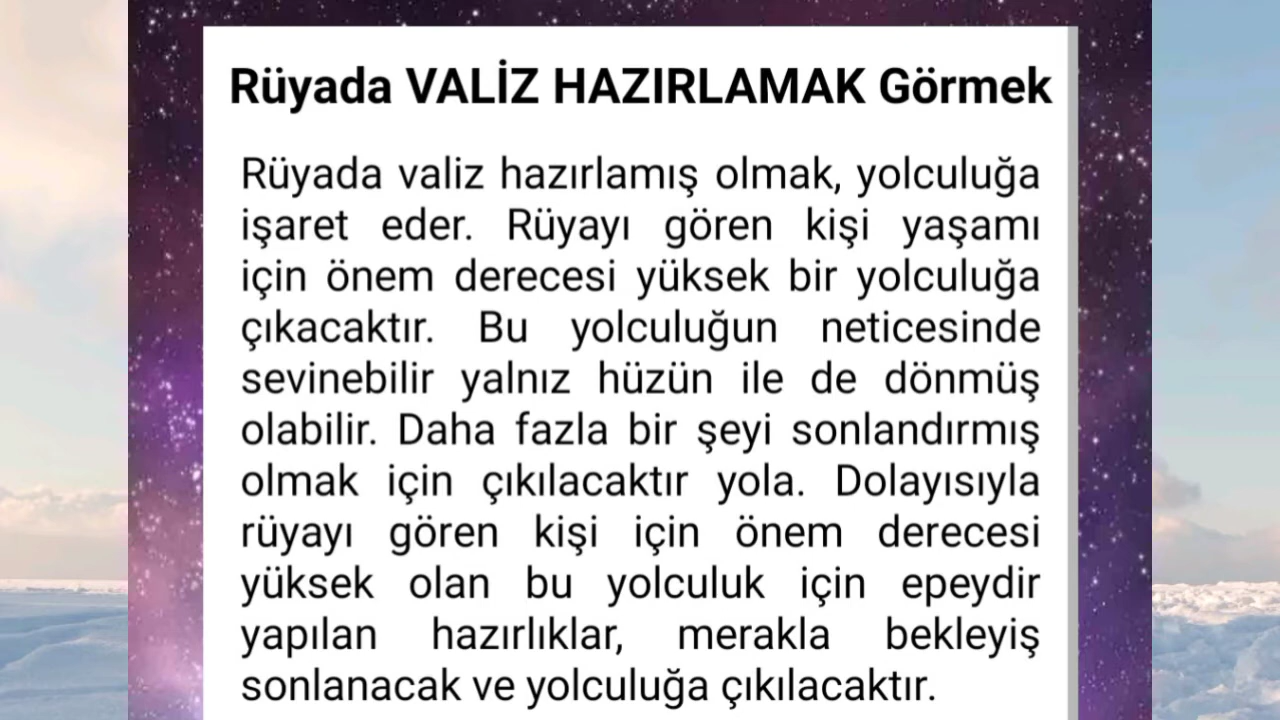 Rüyada VALİZ HAZIRLAMAK Görmek
Rüyada valiz hazırlamış olmak, yolculuğa
işaret eder. Rüyayı gören kişi yaşamı
için önem derecesi yüksek bir yolculuğa
çıkacaktır. Bu yolculuğun neticesinde
sevinebilir yalnız hüzün ile de dönmüş
olabilir. Daha fazla bir şeyi sonlandırmış
olmak için çıkılacaktır yola. Dolayısıyla
rüyayı gören kişi için önem derecesi
yüksek olan bu yolculuk için epeydir
yapılan hazırlıklar, merakla bekleyiş
sonlanacak ve yolculuğa çıkılacaktır.